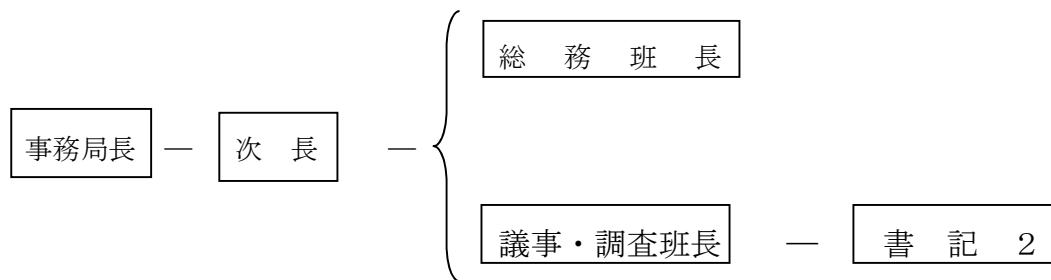 総　務　班　長
事務局長 ― 次　長 ―
議事・調査班長 ― 書　記　２